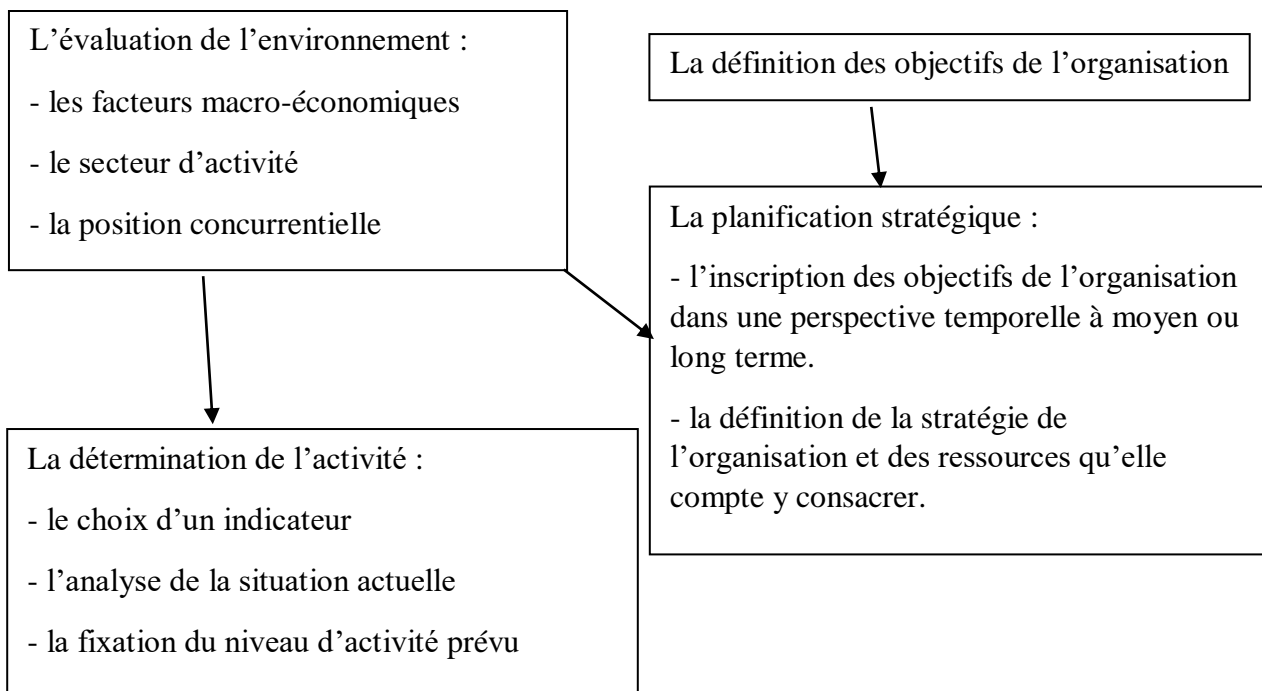 L’évaluation de l’environnement :
- les facteurs macro-économiques
- le secteur d’activité
- la position concurrentielle
La définition des objectifs de l’organisation
La planification stratégique :
- l’inscription des objectifs de l’organisation
dans une perspective temporelle à moyen ou
long terme.
- la définition de la stratégie de
l’organisation et des ressources qu’elle
compte y consacrer.
La détermination de l’activité :
- le choix d’un indicateur
- l’analyse de la situation actuelle
- la fixation du niveau d’activité prévu